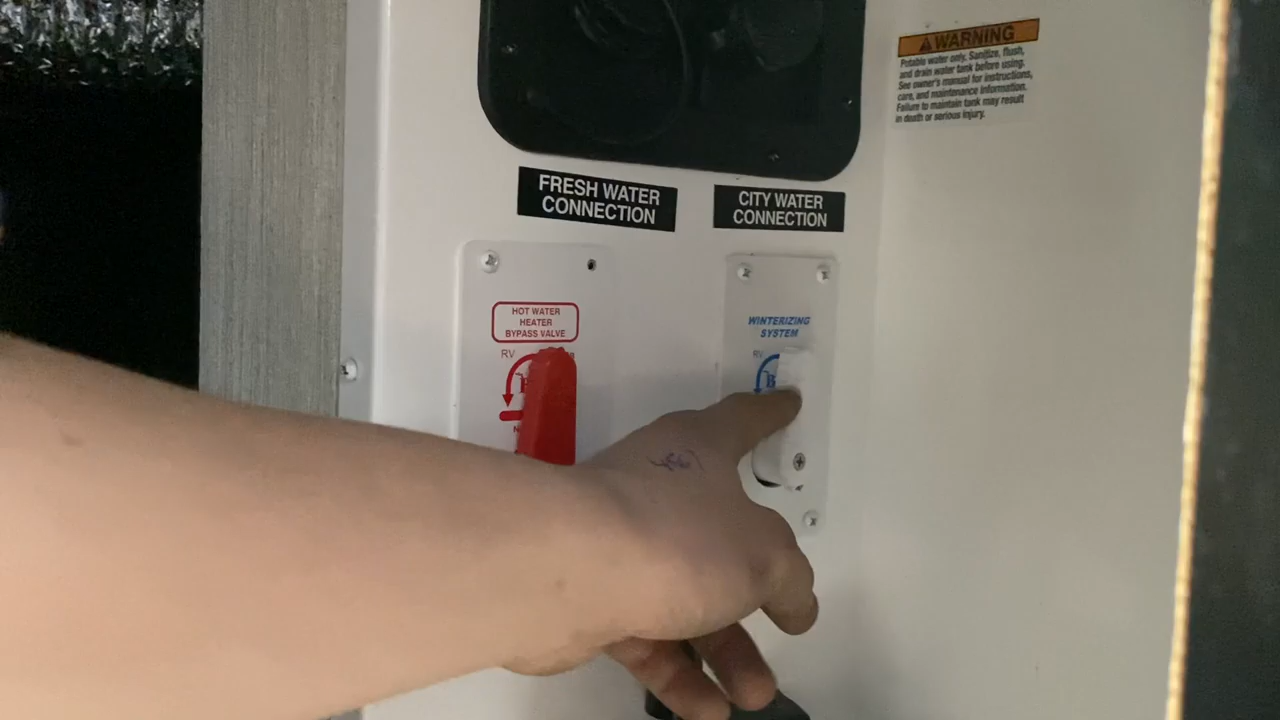 WARNING
Potable water only. Sanitize, flush,
and drain water tank before using.
See owner's manual for instructions,
care, and maintenance information.
Failure to maintain tank may result
in death or serious injury.
FRESH WATER
CONNECTION
CITY WATER
CONNECTION
HOT WATER
HEATER
BYPASS VALVE
RV
WINTERIZING
SYSTEM
RV